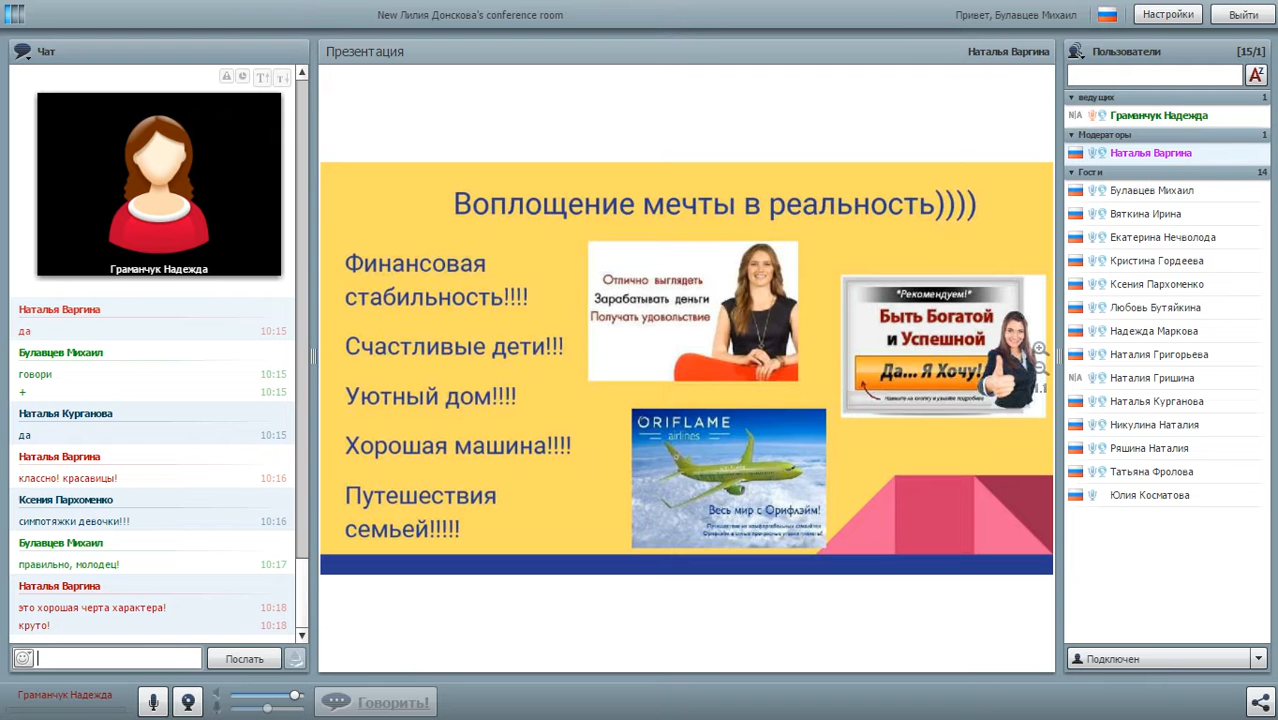 New Лилия Донскова's conference room
Привет, Булавцев Михаил
Настройки
Выйти
Чат
Граманчук Надежда
Наталья Варгина
да 10:15
Булавцев Михаил
говори 10:15
+ 10:15
Наталья Курганова
да 10:15
Наталья Варгина
классно! красавицы! 10:16
Ксения Пархоменко
симпотяжки девочки!!! 10:16
Булавцев Михаил
правильно, молодец! 10:17
Наталья Варгина
это хорошая черта характера! 10:18
круто! 10:18
Послать
Презентация
Наталья Варгина
Воплощение мечты в реальность))))
Финансовая
стабильность!!!!
Счастливые дети!!!
Уютный дом!!!!
Хорошая машина!!!!
Путешествия
семьей!!!!!
Отлично выглядеть
Зарабатывать деньги
Получать удовольствие
*Рекомендуем!*
Быть Богатой
и Успешной
Да... Я Хочу!
Нажмите на кнопку и узнайте подробнее
ORIFLAME
airlines
Весь мир с Орифлэйм!
1:1
Пользователи [15/1]
ведущих 1
N|A Граманчук Надежда
Модераторы 1
Наталья Варгина
Гости 14
Булавцев Михаил
Вяткина Ирина
Екатерина Нечволода
Кристина Гордеева
Ксения Пархоменко
Любовь Бутяйкина
Надежда Маркова
Наталия Григорьева
N|A Наталия Гришина
Наталья Курганова
Никулина Наталия
Ряшина Наталия
Татьяна Фролова
Юлия Косматова
Подключен
Граманчук Надежда
Говорить!